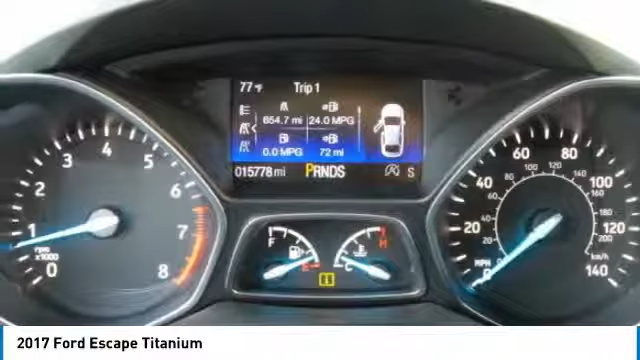 77°F Trip 1
654.7 mi 24.0 MPG
0.0 MPG 72 mi
015778 mi PRNDS S
0 1 2 3 4 5 6 7 8
rpm
x1000
F E
H C
0 20 40 60 80 100 120 140
MPH
20 40 60 80 100 120 140 160 180 200
km/h
2017 Ford Escape Titanium